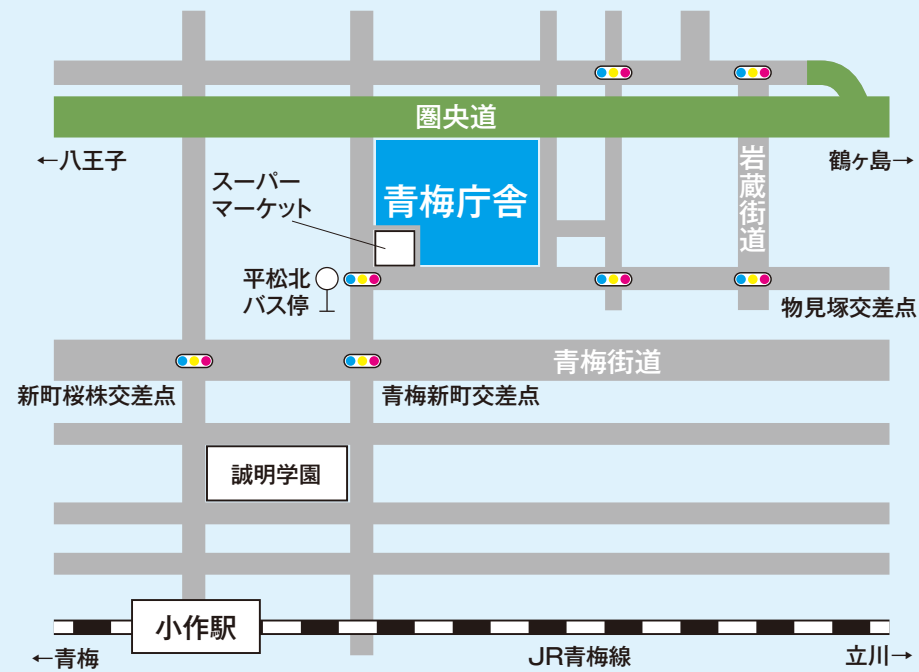 圏央道
←八王子
鶴ヶ島→
岩蔵街道
スーパー
マーケット
青梅庁舎
平松北
バス停
物見塚交差点
青梅街道
新町桜株交差点
青梅新町交差点
誠明学園
小作駅
←青梅
JR青梅線
立川→